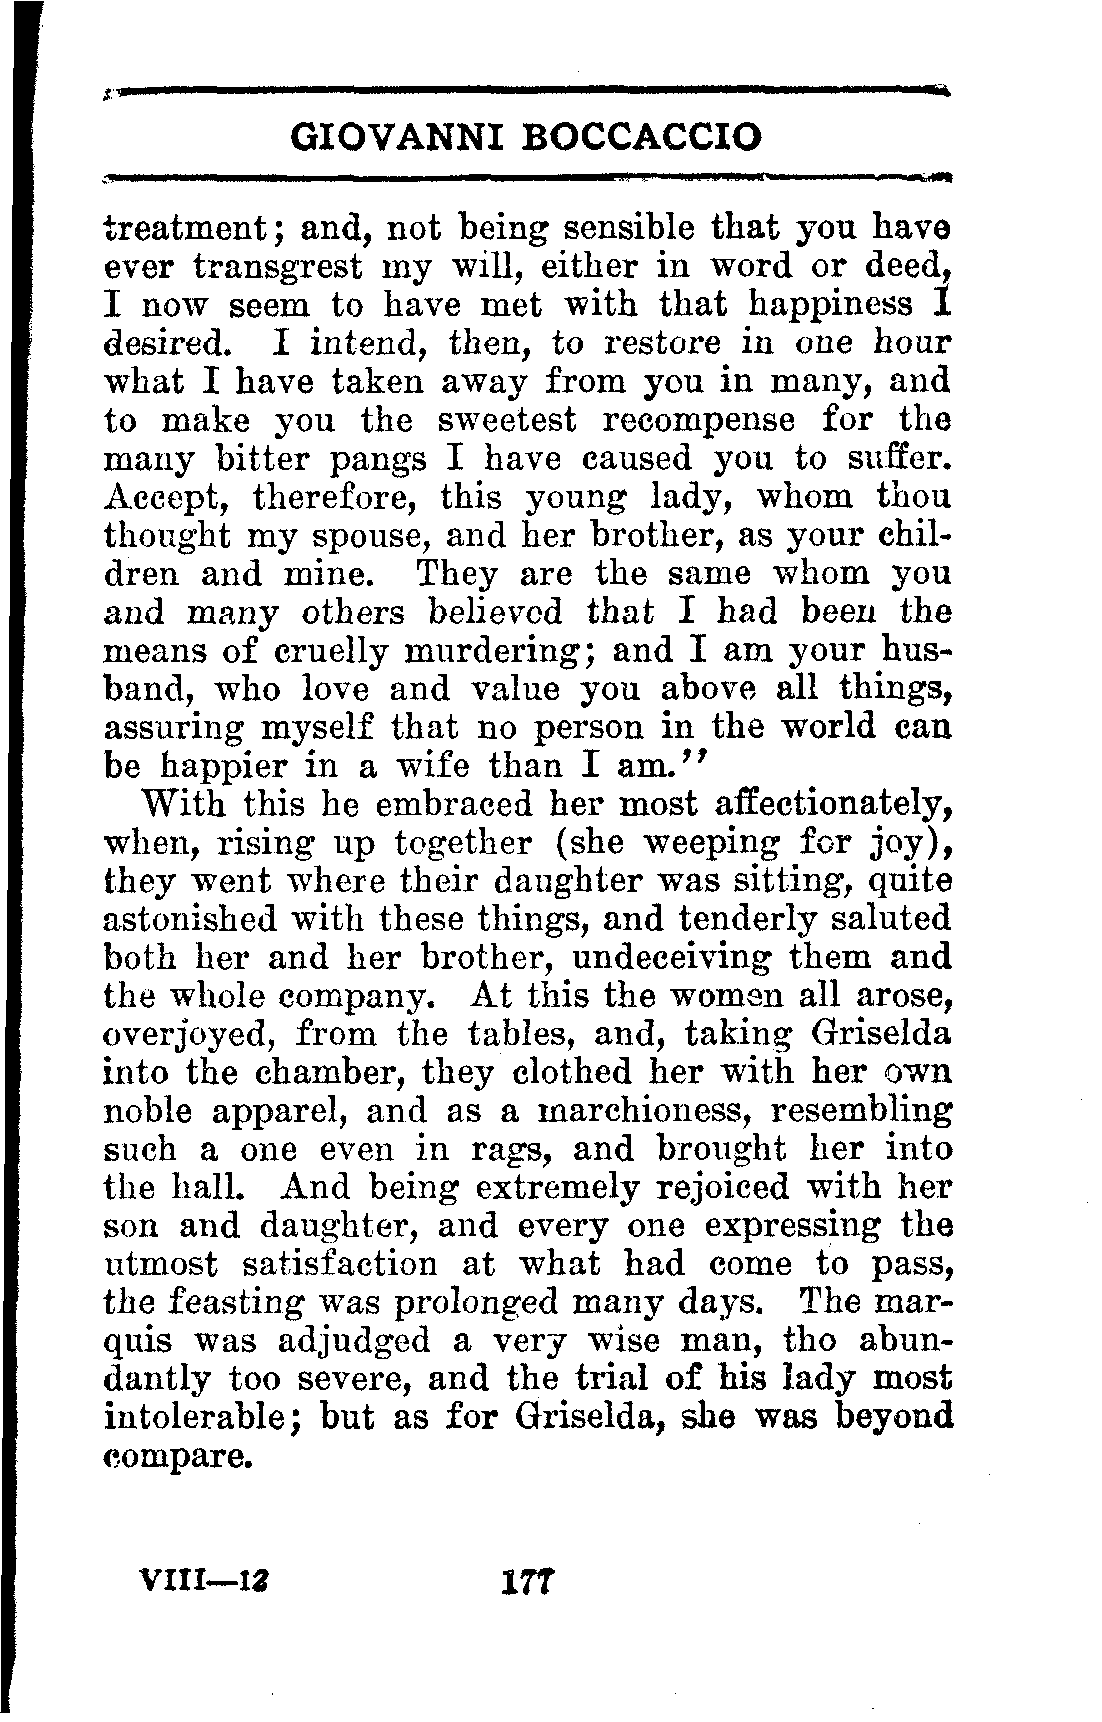 GIOVANNI BOCCACCIO
treatment; and, not being sensible that you have
ever transgrest my will, either in word or deed,
I now seem to have met with that happiness I
desired. I intend, then, to restore in one hour
what I have taken away from you in many, and
to make you the sweetest recompense for the
many bitter pangs I have caused you to suffer.
Accept, therefore, this young lady, whom thou
thought my spouse, and her brother, as your chil-
dren and mine. They are the same whom you
and many others believed that I had been the
means of cruelly murdering; and I am your hus-
band, who love and value you above all things,
assuring myself that no person in the world can
be happier in a wife than I am."
With this he embraced her most affectionately,
when, rising up together (she weeping for joy),
they went where their daughter was sitting, quite
astonished with these things, and tenderly saluted
both her and her brother, undeceiving them and
the whole company. At this the women all arose,
overjoyed, from the tables, and, taking Griselda
into the chamber, they clothed her with her own
noble apparel, and as a marchioness, resembling
such a one even in rags, and brought her into
the hall. And being extremely rejoiced with her
son and daughter, and every one expressing the
utmost satisfaction at what had come to pass,
the feasting was prolonged many days. The mar-
quis was adjudged a very wise man, tho abun-
dantly too severe, and the trial of his lady most
intolerable; but as for Griselda, she was beyond
compare.
VIII—12 177